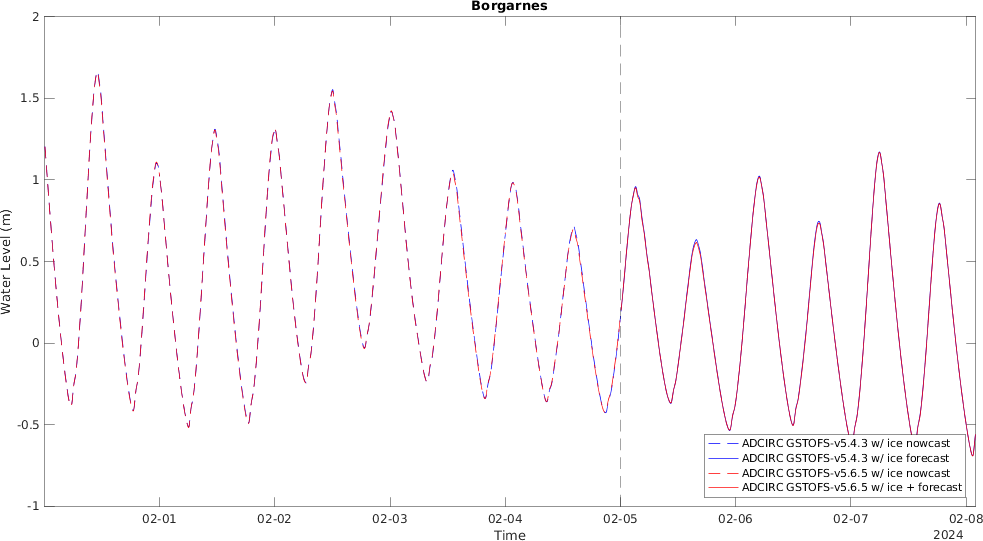 Borgarnes
2
1.5
1
0.5
0
-0.5
-1
Water Level (m)
02-01 02-02 02-03 02-04 02-05 02-06 02-07 02-08
Time
2024
ADCIRC GSTOFS-v5.4.3 w/ ice nowcast
ADCIRC GSTOFS-v5.4.3 w/ ice forecast
ADCIRC GSTOFS-v5.6.5 w/ ice nowcast
ADCIRC GSTOFS-v5.6.5 w/ ice + forecast